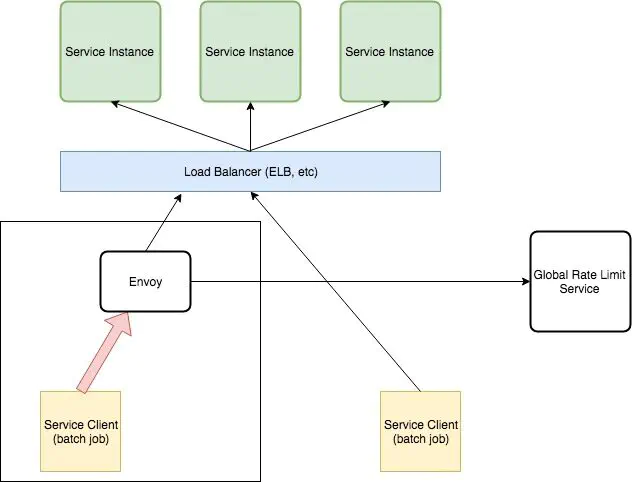 Service Instance
Service Instance
Service Instance
Load Balancer (ELB, etc)
Envoy
Global Rate Limit
Service
Service Client
(batch job)
Service Client
(batch job)